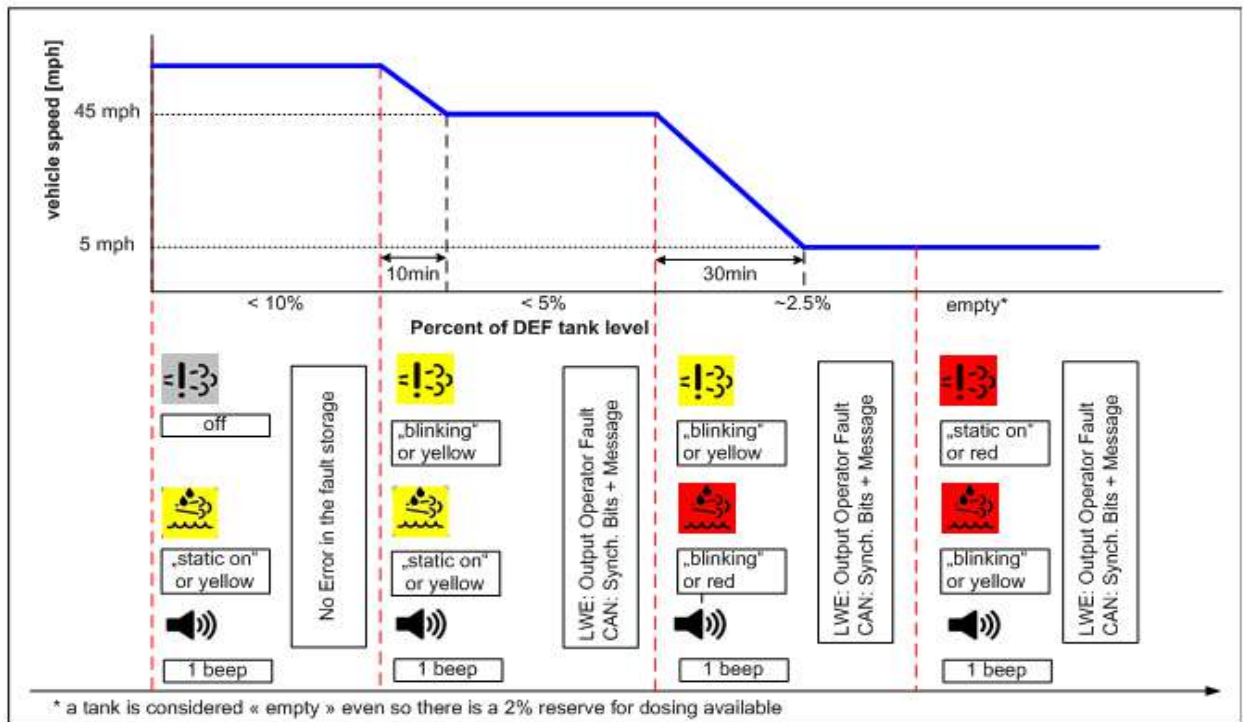 vehicle speed [mph]
45 mph
5 mph
10min
30min
< 10%
< 5%
~2.5%
empty*
Percent of DEF tank level
off
„static on“
or yellow
1 beep
No Error in the fault storage
„blinking“
or yellow
„static on“
or yellow
1 beep
LWE: Output Operator Fault
CAN: Synch. Bits + Message
„blinking“
or yellow
„blinking“
or red
1 beep
LWE: Output Operator Fault
CAN: Synch. Bits + Message
„static on“
or red
„blinking“
or yellow
1 beep
LWE: Output Operator Fault
CAN: Synch. Bits + Message
* a tank is considered « empty » even so there is a 2% reserve for dosing available